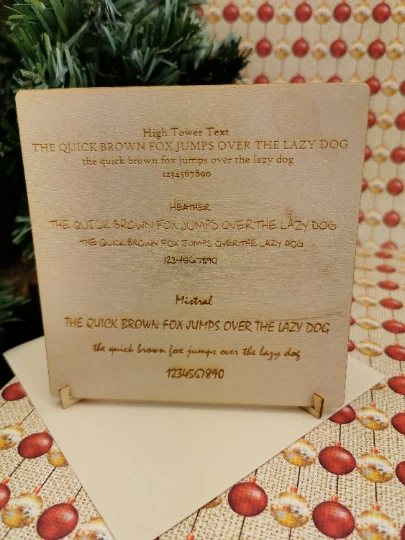 High Tower Text
THE QUICK BROWN FOX JUMPS OVER THE LAZY DOG
the quick brown fox jumps over the lazy dog
1234567890
HEATHER
THE QUICK BROWN FOX JUMPS OVER THE LAZY DOG
THE QUICK BROWN FOX JUMPS OVER THE LAZY DOG
1234567890
Mistral
THE QUICK BROWN FOX JUMPS OVER THE LAZY DOG
the quick brown fox jumps over the lazy dog
1234567890